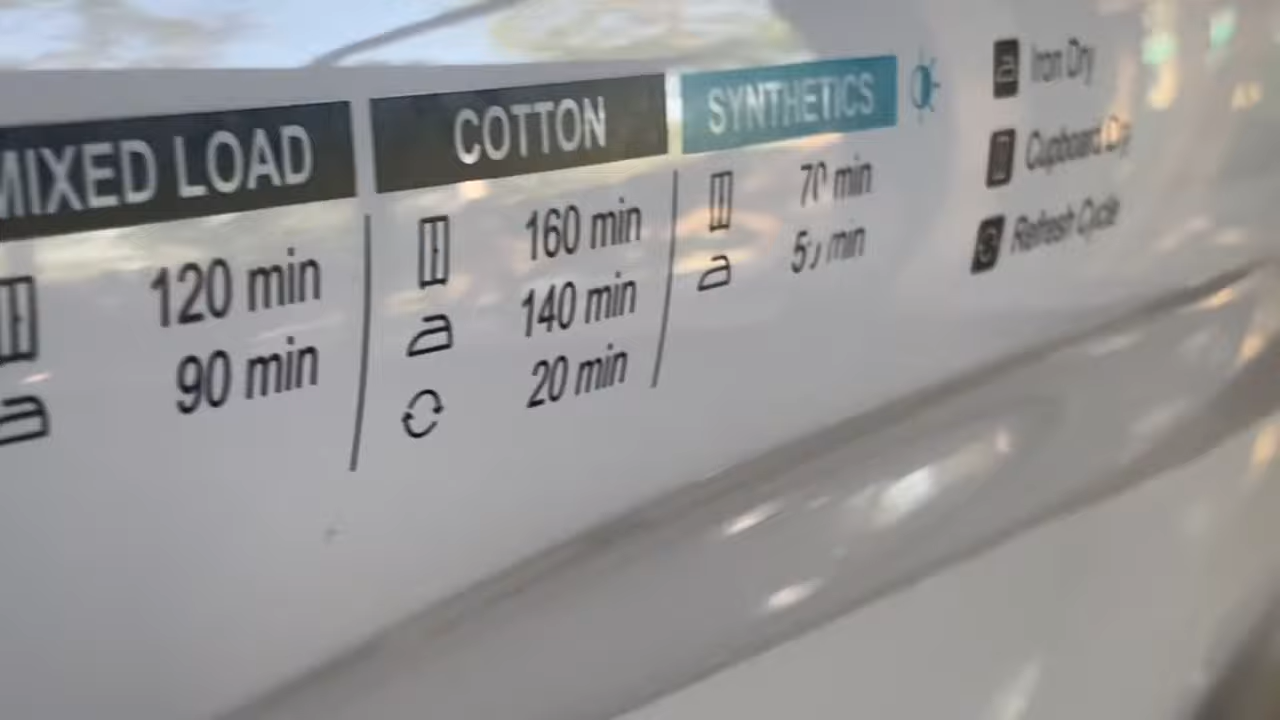 MIXED LOAD
120 min
90 min
COTTON
160 min
140 min
20 min
SYNTHETICS
70 min
min
Iron Dry
Cupboard Dry
Refresh Cycle